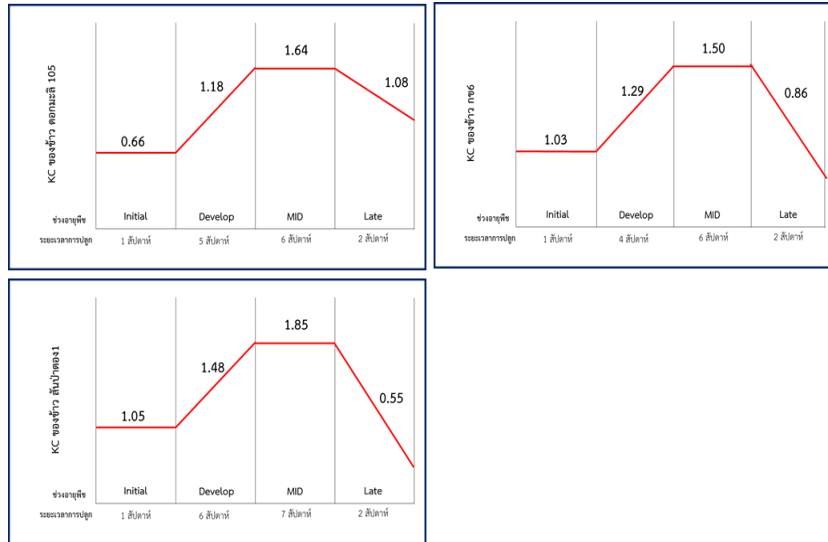 KC ของข้าว ดอกมะลิ 105
1.64
1.18
1.08
0.66
ช่วงอายุพืช Initial Develop MID Late
ระยะเวลาการปลูก 1 สัปดาห์ 5 สัปดาห์ 6 สัปดาห์ 2 สัปดาห์
KC ของข้าว กข6
1.50
1.29
0.86
1.03
ช่วงอายุพืช Initial Develop MID Late
ระยะเวลาการปลูก 1 สัปดาห์ 4 สัปดาห์ 6 สัปดาห์ 2 สัปดาห์
KC ของข้าว สันป่าตอง1
1.85
1.48
0.55
1.05
ช่วงอายุพืช Initial Develop MID Late
ระยะเวลาการปลูก 1 สัปดาห์ 6 สัปดาห์ 7 สัปดาห์ 2 สัปดาห์